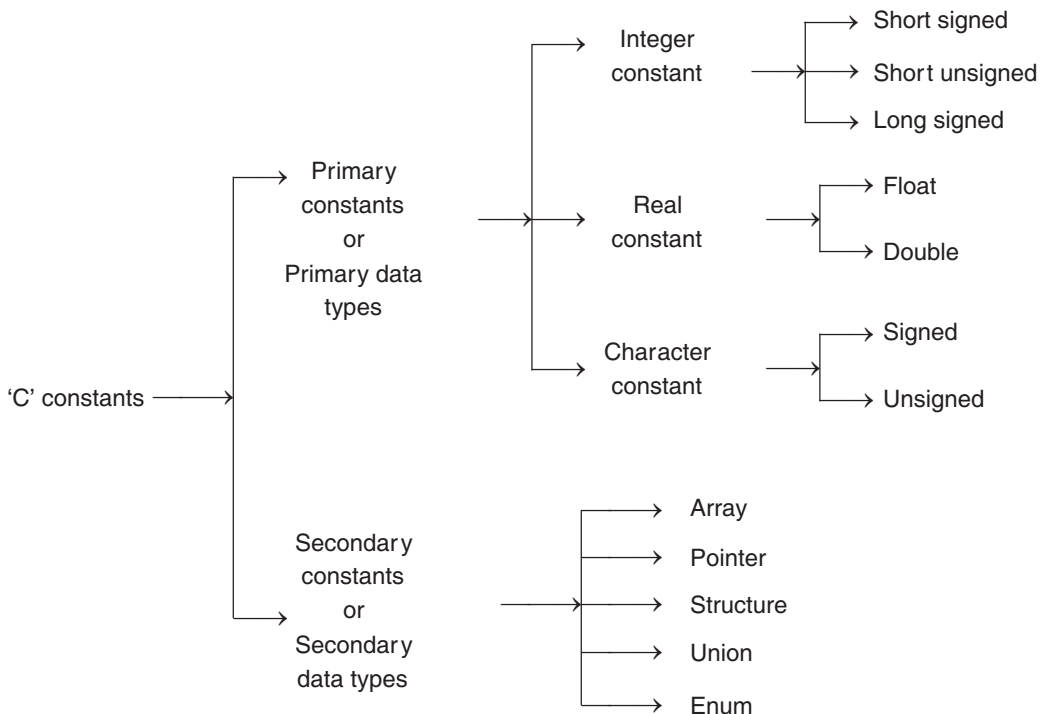 ‘C’ constants
Primary
constants
or
Primary data
types
Integer
constant
Short signed
Short unsigned
Long signed
Real
constant
Float
Double
Character
constant
Signed
Unsigned
Secondary
constants
or
Secondary
data types
Array
Pointer
Structure
Union
Enum